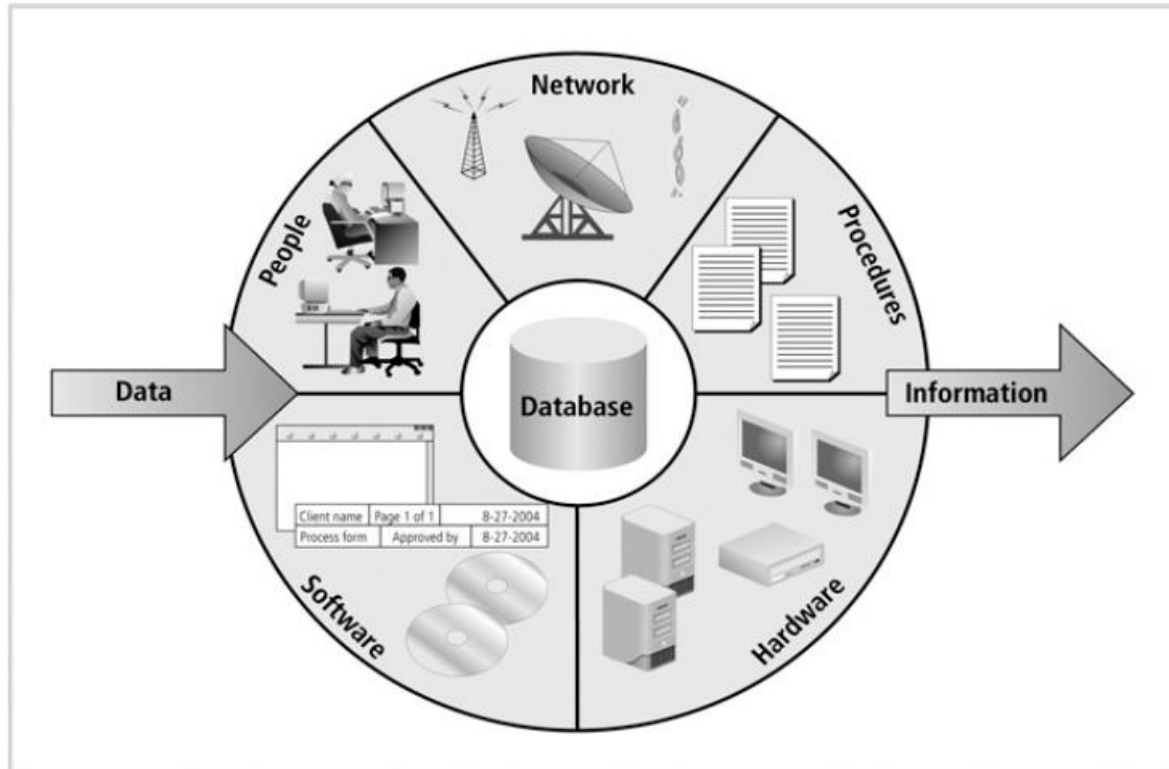 Network
People
Procedures
Data
Database
Information
Client name Page 1 of 1 8-27-2004
Process form Approved by 8-27-2004
Software
Hardware